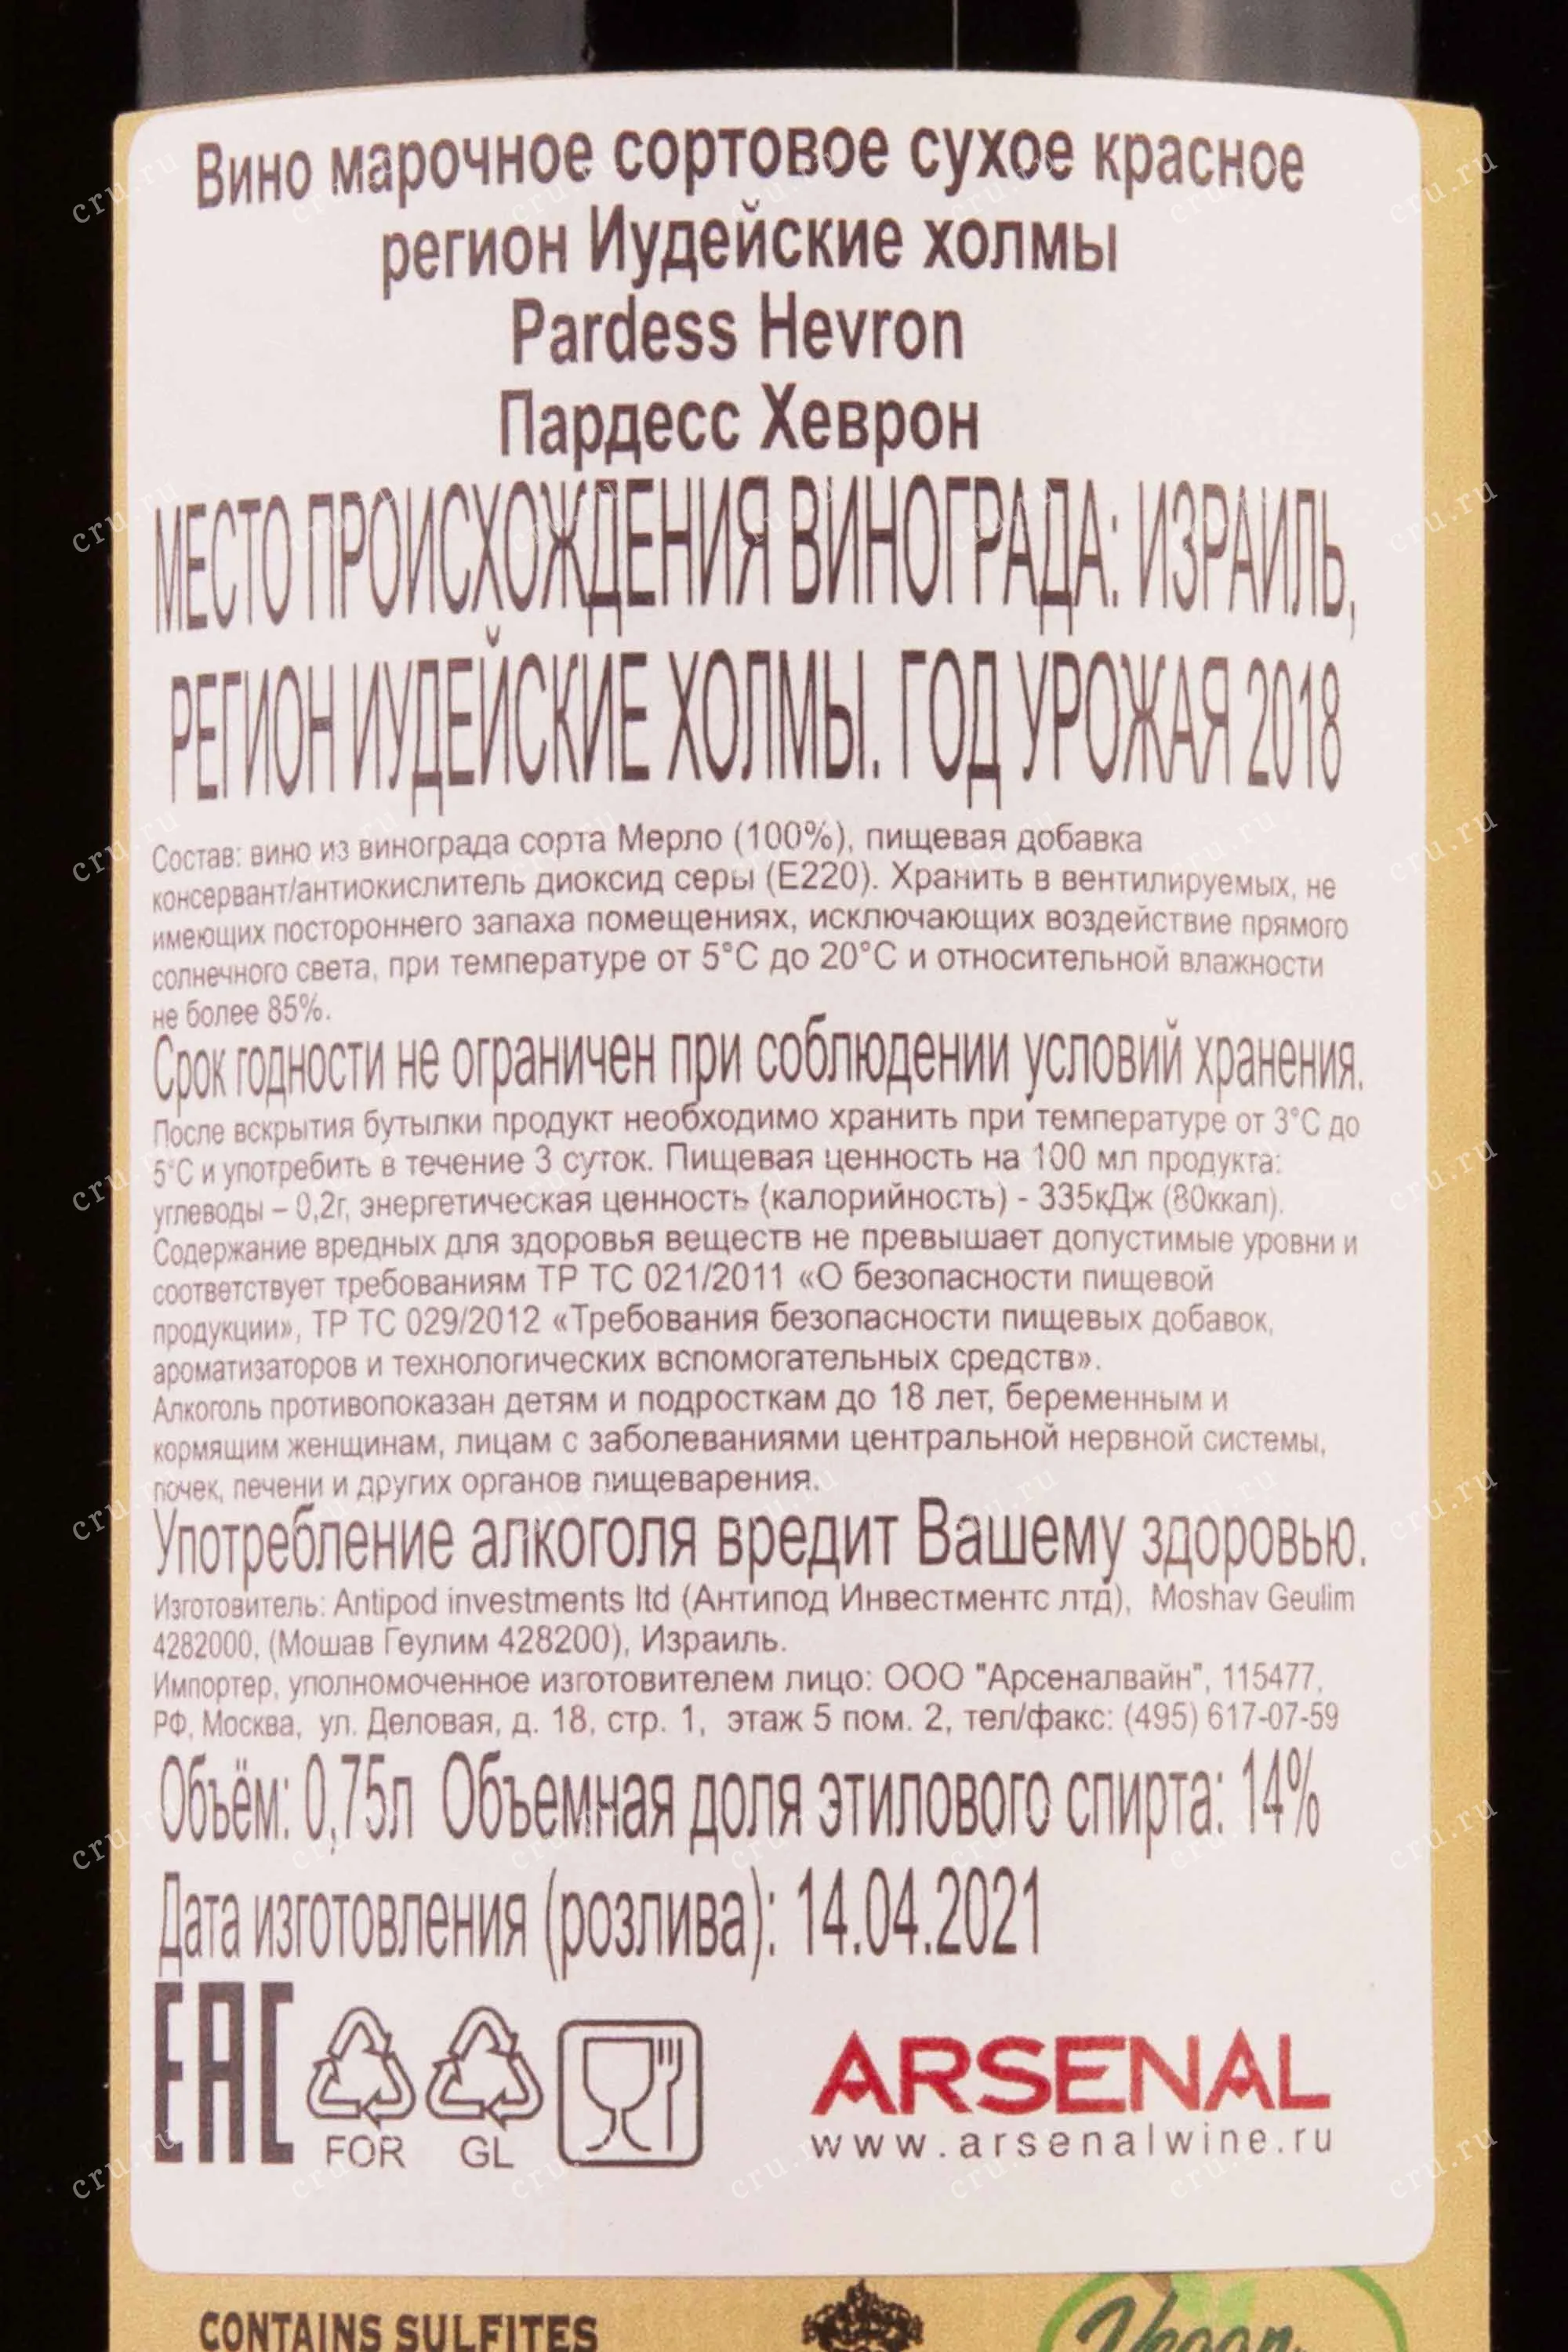 Вино марочное сортовое сухое красное
регион Иудейские холмы
Pardess Hevron
Пардесс Хеврон
МЕСТО ПРОИСХОЖДЕНИЯ ВИНОГРАДА: ИЗРАИЛЬ,
РЕГИОН ИУДЕЙСКИЕ ХОЛМЫ. ГОД УРОЖАЯ 2018
Состав: вино из винограда сорта Мерло (100%), пищевая добавка
консервант/антиокислитель диоксид серы (Е220). Хранить в вентилируемых, не
имеющих постороннего запаха помещениях, исключающих воздействие прямого
солнечного света, при температуре от 5°С до 20°С и относительной влажности
не более 85%.
Срок годности не ограничен при соблюдении условий хранения.
После вскрытия бутылки продукт необходимо хранить при температуре от 3°С до
5°С и употребить в течение 3 суток. Пищевая ценность на 100 мл продукта:
углеводы – 0,2г, энергетическая ценность (калорийность) - 335кДж (80ккал).
Содержание вредных для здоровья веществ не превышает допустимые уровни и
соответствует требованиям ТР ТС 021/2011 «О безопасности пищевой
продукции», ТР ТС 029/2012 «Требования безопасности пищевых добавок,
ароматизаторов и технологических вспомогательных средств».
Алкоголь противопоказан детям и подросткам до 18 лет, беременным и
кормящим женщинам, лицам с заболеваниями центральной нервной системы,
почек, печени и других органов пищеварения.
Употребление алкоголя вредит Вашему здоровью.
Изготовитель: Antipod investments ltd (Антипод Инвестментс лтд), Moshav Geulim
4282000, (Мошав Геулим 428200), Израиль.
Импортер, уполномоченное изготовителем лицо: ООО "Арсеналвайн", 115477,
РФ, Москва, ул. Деловая, д. 18, стр. 1, этаж 5 пом. 2, тел/факс: (495) 617-07-59
Объём: 0,75л Объемная доля этилового спирта: 14%
Дата изготовления (розлива): 14.04.2021
EAC
FOR GL
ARSENAL
www.arsenalwine.ru
CONTAINS SULFITES
Vegan
cru.ru